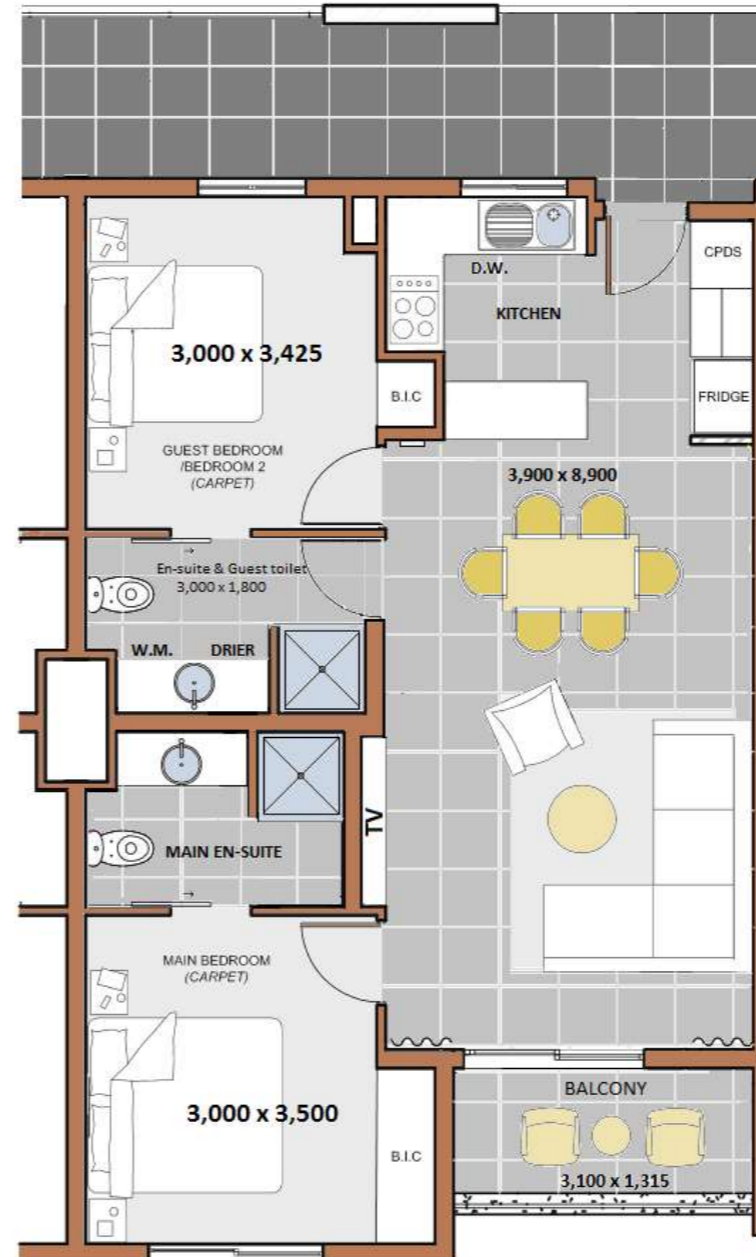 CPDS
D.W.
KITCHEN
3,000 x 3,425
B.I.C
FRIDGE
GUEST BEDROOM
/BEDROOM 2
(CARPET)
3,900 x 8,900
En-suite & Guest toilet
3,000 x 1,800
W.M.
DRIER
TV
MAIN EN-SUITE
MAIN BEDROOM
(CARPET)
BALCONY
3,000 x 3,500
B.I.C
3,100 x 1,315